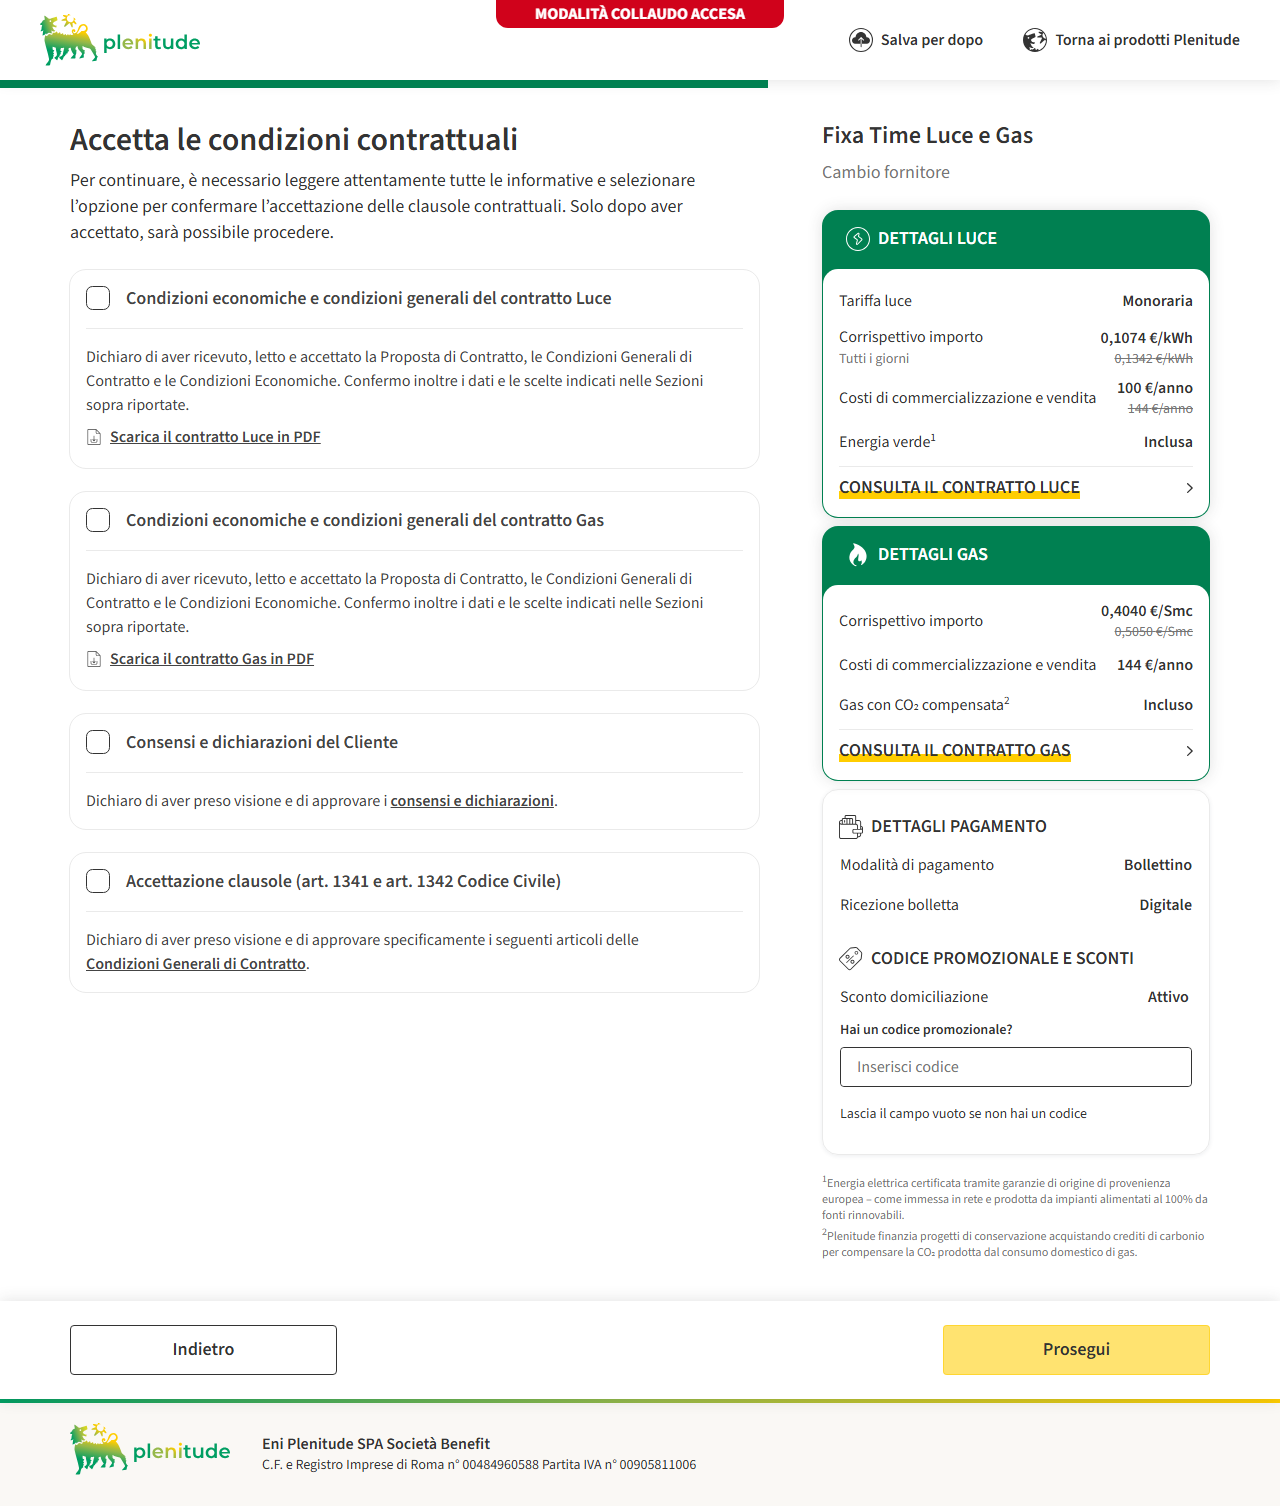 plenitude
MODALITÀ COLLAUDO ACCESA
Salva per dopo
Torna ai prodotti Plenitude
Accetta le condizioni contrattuali
Per continuare, è necessario leggere attentamente tutte le informative e selezionare
l’opzione per confermare l’accettazione delle clausole contrattuali. Solo dopo aver
accettato, sarà possibile procedere.
Condizioni economiche e condizioni generali del contratto Luce
Dichiaro di aver ricevuto, letto e accettato la Proposta di Contratto, le Condizioni Generali di
Contratto e le Condizioni Economiche. Confermo inoltre i dati e le scelte indicati nelle Sezioni
sopra riportate.
Scarica il contratto Luce in PDF
Condizioni economiche e condizioni generali del contratto Gas
Dichiaro di aver ricevuto, letto e accettato la Proposta di Contratto, le Condizioni Generali di
Contratto e le Condizioni Economiche. Confermo inoltre i dati e le scelte indicati nelle Sezioni
sopra riportate.
Scarica il contratto Gas in PDF
Consensi e dichiarazioni del Cliente
Dichiaro di aver preso visione e di approvare i consensi e dichiarazioni.
Accettazione clausole (art. 1341 e art. 1342 Codice Civile)
Dichiaro di aver preso visione e di approvare specificamente i seguenti articoli delle
Condizioni Generali di Contratto.
Fixa Time Luce e Gas
Cambio fornitore
DETTAGLI LUCE
Tariffa luce Monoraria
Corrispettivo importo 0,1074 €/kWh
Tutti i giorni 0,1342 €/kWh
Costi di commercializzazione e vendita 100 €/anno
144 €/anno
Energia verde¹ Inclusa
CONSULTA IL CONTRATTO LUCE
DETTAGLI GAS
Corrispettivo importo 0,4040 €/Smc
0,5050 €/Smc
Costi di commercializzazione e vendita 144 €/anno
Gas con CO₂ compensata² Incluso
CONSULTA IL CONTRATTO GAS
DETTAGLI PAGAMENTO
Modalità di pagamento Bollettino
Ricezione bolletta Digitale
CODICE PROMOZIONALE E SCONTI
Sconto domiciliazione Attivo
Hai un codice promozionale?
Inserisci codice
Lascia il campo vuoto se non hai un codice
¹Energia elettrica certificata tramite garanzie di origine di provenienza
europea – come immessa in rete e prodotta da impianti alimentati al 100% da
fonti rinnovabili.
²Plenitude finanzia progetti di conservazione acquistando crediti di carbonio
per compensare la CO₂ prodotta dal consumo domestico di gas.
Indietro
Prosegui
plenitude
Eni Plenitude SPA Società Benefit
C.F. e Registro Imprese di Roma n° 00484960588 Partita IVA n° 00905811006